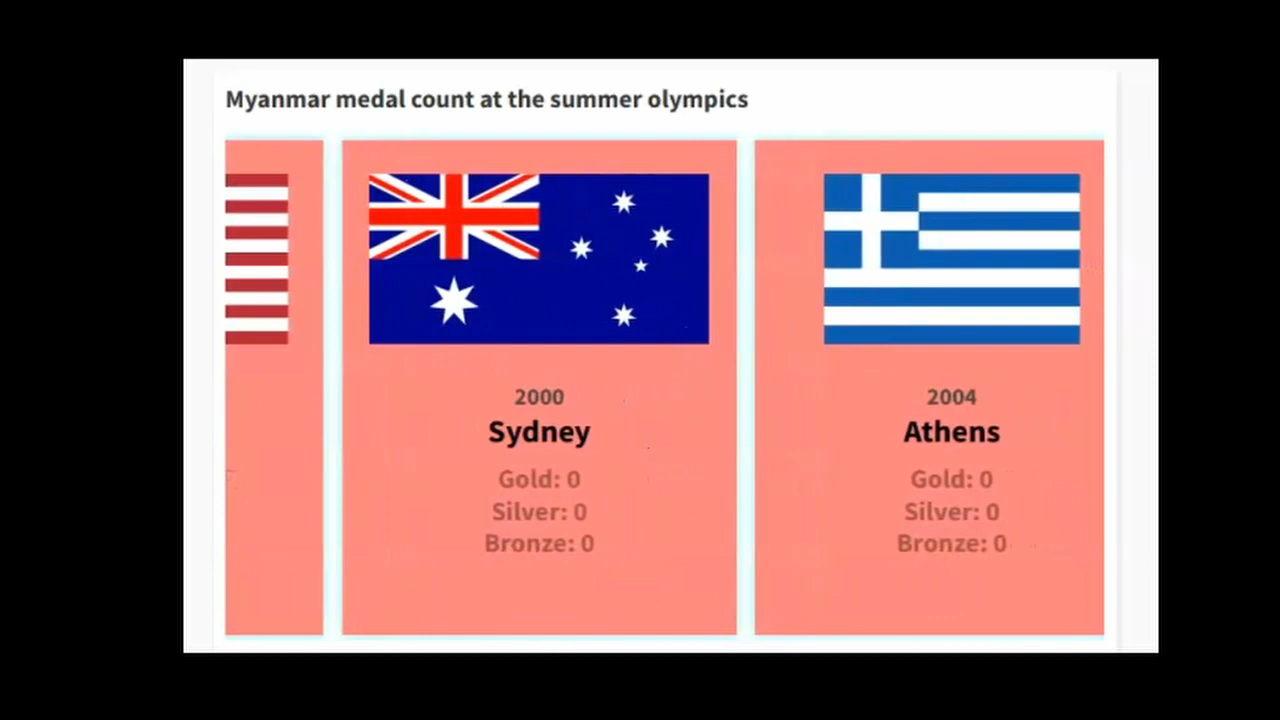 Myanmar medal count at the summer olympics
2000
Sydney
Gold: 0
Silver: 0
Bronze: 0
2004
Athens
Gold: 0
Silver: 0
Bronze: 0